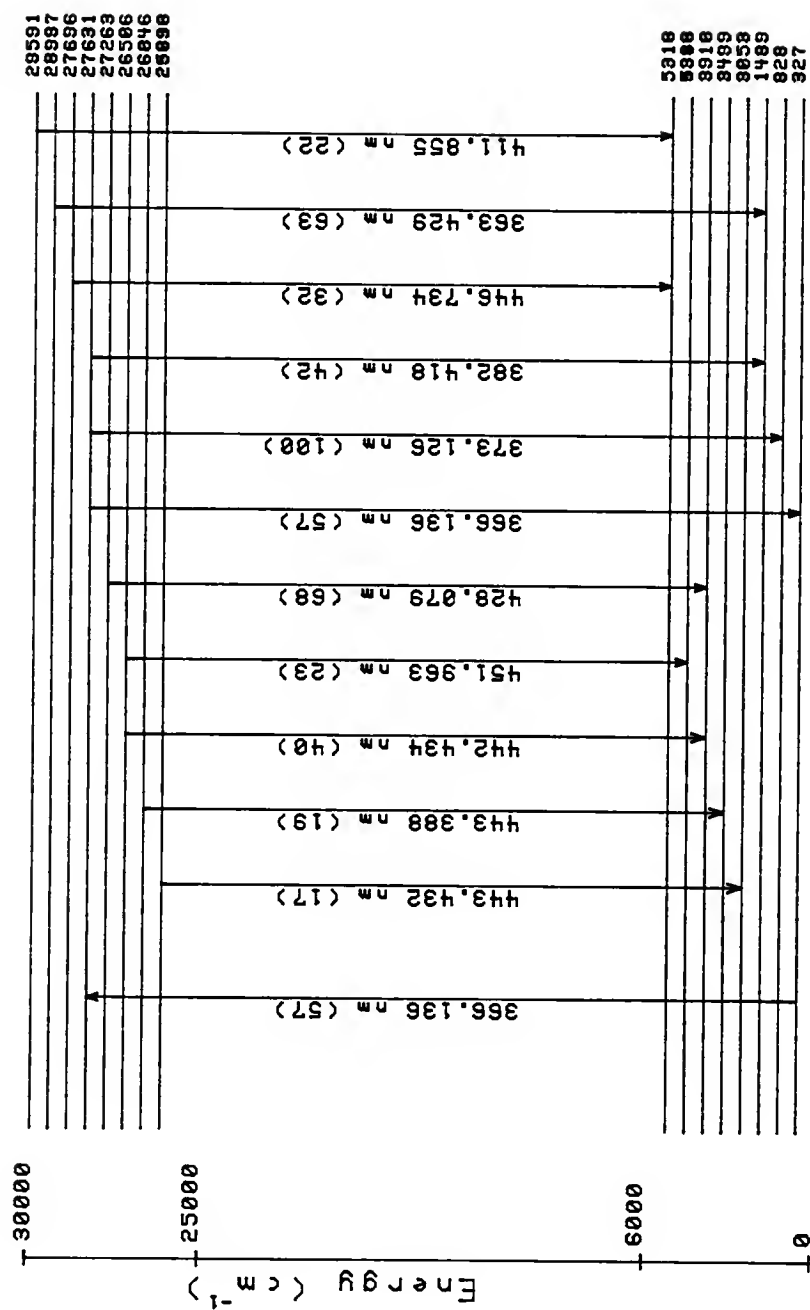 29591
28987
27696
27631
27263
26506
26046
5318
3910
3489
3058
1489
828
327
411.855 nm (22)
363.429 nm (63)
446.734 nm (32)
382.418 nm (42)
373.126 nm (100)
366.136 nm (57)
428.079 nm (68)
451.963 nm (23)
442.434 nm (40)
443.388 nm (19)
443.432 nm (17)
366.136 nm (57)
30000
25000
6000
0
Energy (cm⁻¹)